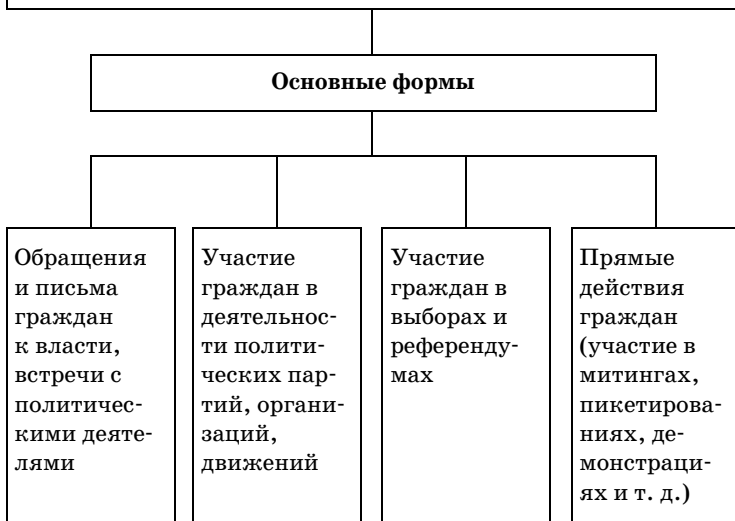 Основные формы
Обращения
и письма
граждан
к власти,
встречи с
политичес-
кими деяте-
лями
Участие
граждан в
деятельнос-
ти полити-
ческих пар-
тий, органи-
заций,
движений
Участие
граждан в
выборах и
референду-
мах
Прямые
действия
граждан
(участие в
митингах,
пикетирова-
ниях, де-
монстраци-
ях и т. д.)